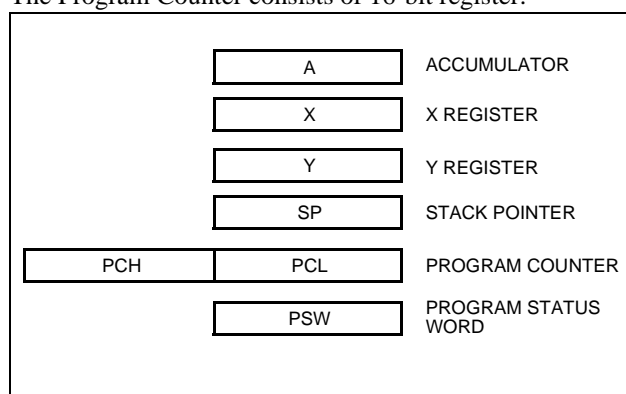 The Program Counter consists of 16-bit register.
A ACCUMULATOR
X X REGISTER
Y Y REGISTER
SP STACK POINTER
PCH PCL PROGRAM COUNTER
PSW PROGRAM STATUS
WORD